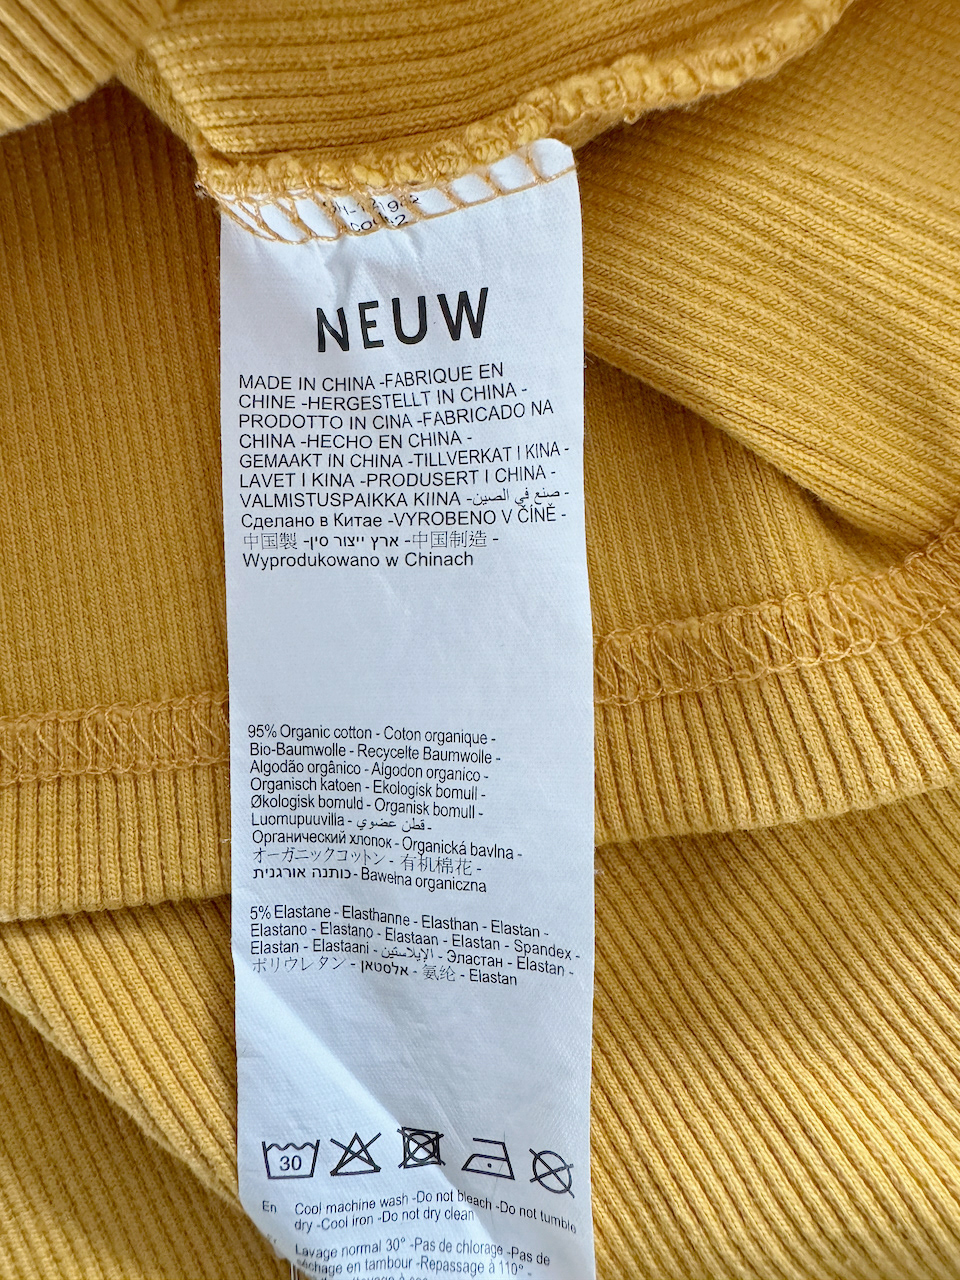 NEUW
MADE IN CHINA -FABRIQUE EN
CHINE -HERGESTELLT IN CHINA -
PRODOTTO IN CINA -FABRICADO NA
CHINA -HECHO EN CHINA -
GEMAAKT IN CHINA -TILLVERKAT I KINA -
LAVET I KINA -PRODUSERT I CHINA -
VALMISTUSPAIKKA KIINA -صنع في الصين -
Сделано в Китае -VYROBENO V ČÍNĚ -
中国製 -ארץ ייצור סין -中国制造 -
Wyprodukowano w Chinach
95% Organic cotton - Coton organique -
Bio-Baumwolle - Recycelte Baumwolle -
Algodão orgânico - Algodon organico -
Organisch katoen - Ekologisk bomull -
Økologisk bomuld - Organisk bomull -
Luomupuuvilla - قطن عضوي -
Органический хлопок - Organická bavlna -
オーガニックコットン - 有机棉花 -
כותנה אורגנית - Bawełna organiczna
5% Elastane - Elasthanne - Elasthan - Elastan -
Elastano - Elastano - Elastaan - Elastan - Spandex -
Elastan - Elastaani - الإيلاستين - Эластан - Elastan -
ポリウレタン - אלסטאן - 氨纶 - Elastan
30
En Cool machine wash -Do not bleach -Do not tumble
dry -Cool iron -Do not dry clean
Lavage normal 30° -Pas de chlorage -Pas de
séchage en tambour -Repassage à 110° -